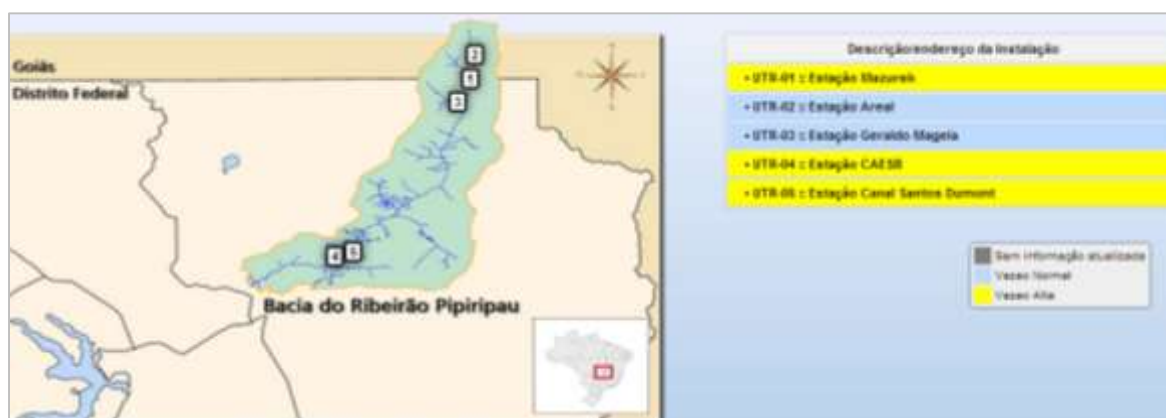 Goiás
Distrito Federal
2
1
3
4
5
Bacia do Ribeirão Pipiripau
Descrição/endereço da Instalação
• UTR-01 :: Estação Mazurek
• UTR-02 :: Estação Areal
• UTR-03 :: Estação Geraldo Magela
• UTR-04 :: Estação CAESB
• UTR-05 :: Estação Canal Santos Dumont
Sem informação atualizada
Vazao Normal
Vazao Alta